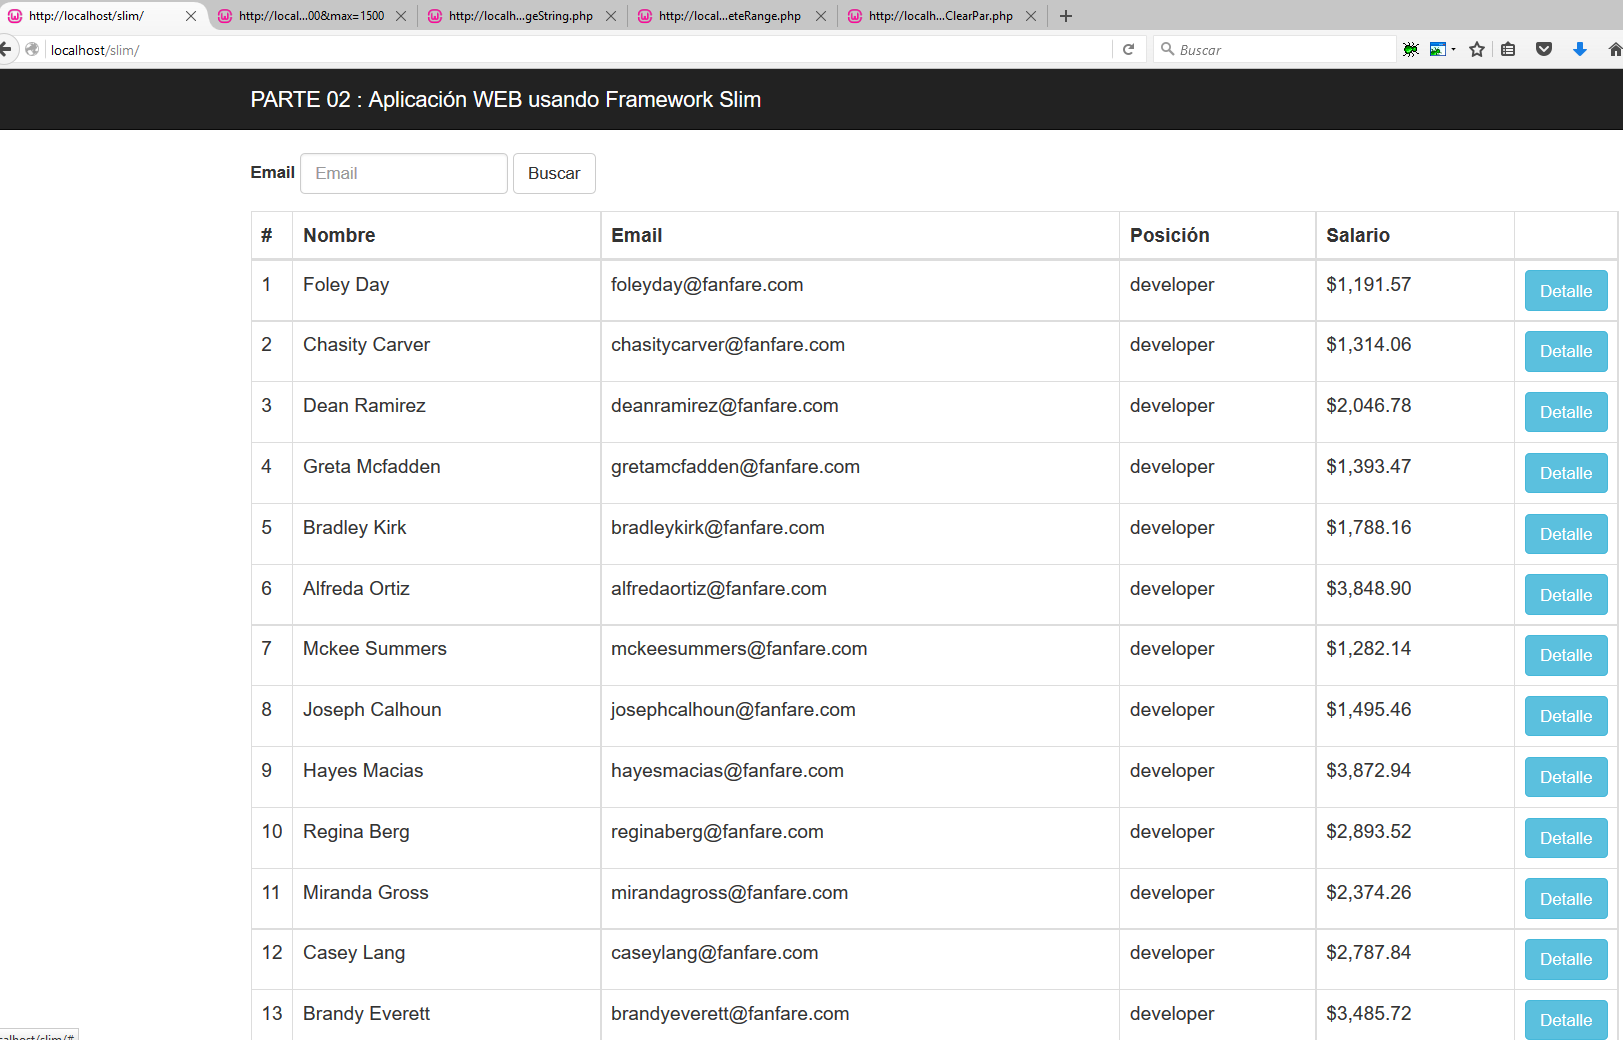 http://localhost/slim/ http://local...00&max=1500 http://localh...geString.php http://local...eteRange.php http://localh...ClearPar.php
localhost/slim/ Buscar
PARTE 02 : Aplicación WEB usando Framework Slim
Email Email Buscar
# Nombre Email Posición Salario
1 Foley Day foleyday@fanfare.com developer $1,191.57 Detalle
2 Chasity Carver chasitycarver@fanfare.com developer $1,314.06 Detalle
3 Dean Ramirez deanramirez@fanfare.com developer $2,046.78 Detalle
4 Greta Mcfadden gretamcfadden@fanfare.com developer $1,393.47 Detalle
5 Bradley Kirk bradleykirk@fanfare.com developer $1,788.16 Detalle
6 Alfreda Ortiz alfredaortiz@fanfare.com developer $3,848.90 Detalle
7 Mckee Summers mckeesummers@fanfare.com developer $1,282.14 Detalle
8 Joseph Calhoun josephcalhoun@fanfare.com developer $1,495.46 Detalle
9 Hayes Macias hayesmacias@fanfare.com developer $3,872.94 Detalle
10 Regina Berg reginaberg@fanfare.com developer $2,893.52 Detalle
11 Miranda Gross mirandagross@fanfare.com developer $2,374.26 Detalle
12 Casey Lang caseylang@fanfare.com developer $2,787.84 Detalle
13 Brandy Everett brandyeverett@fanfare.com developer $3,485.72 Detalle